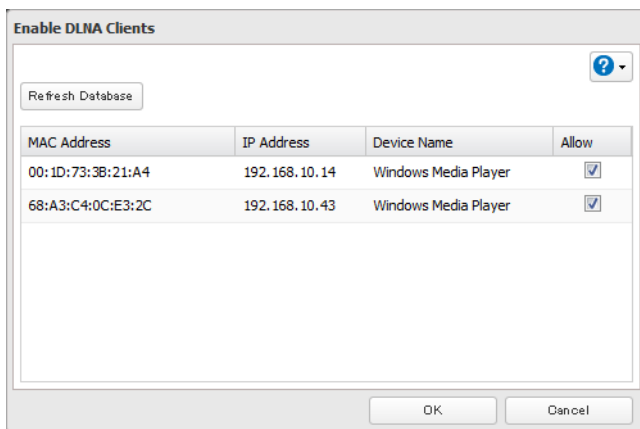 Enable DLNA Clients
?
Refresh Database
MAC Address IP Address Device Name Allow
00:1D:73:3B:21:A4 192.168.10.14 Windows Media Player
68:A3:C4:0C:E3:2C 192.168.10.43 Windows Media Player
OK Cancel